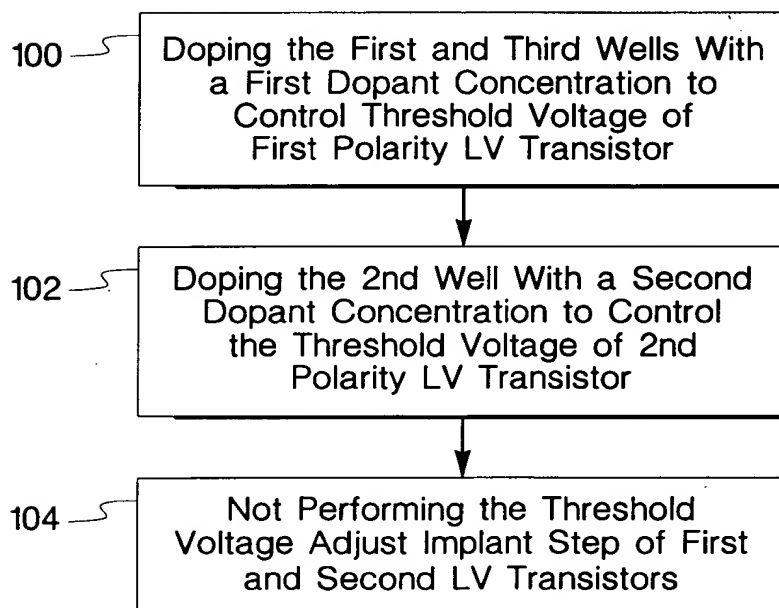 100
Doping the First and Third Wells With
a First Dopant Concentration to
Control Threshold Voltage of
First Polarity LV Transistor
102
Doping the 2nd Well With a Second
Dopant Concentration to Control
the Threshold Voltage of 2nd
Polarity LV Transistor
104
Not Performing the Threshold
Voltage Adjust Implant Step of First
and Second LV Transistors